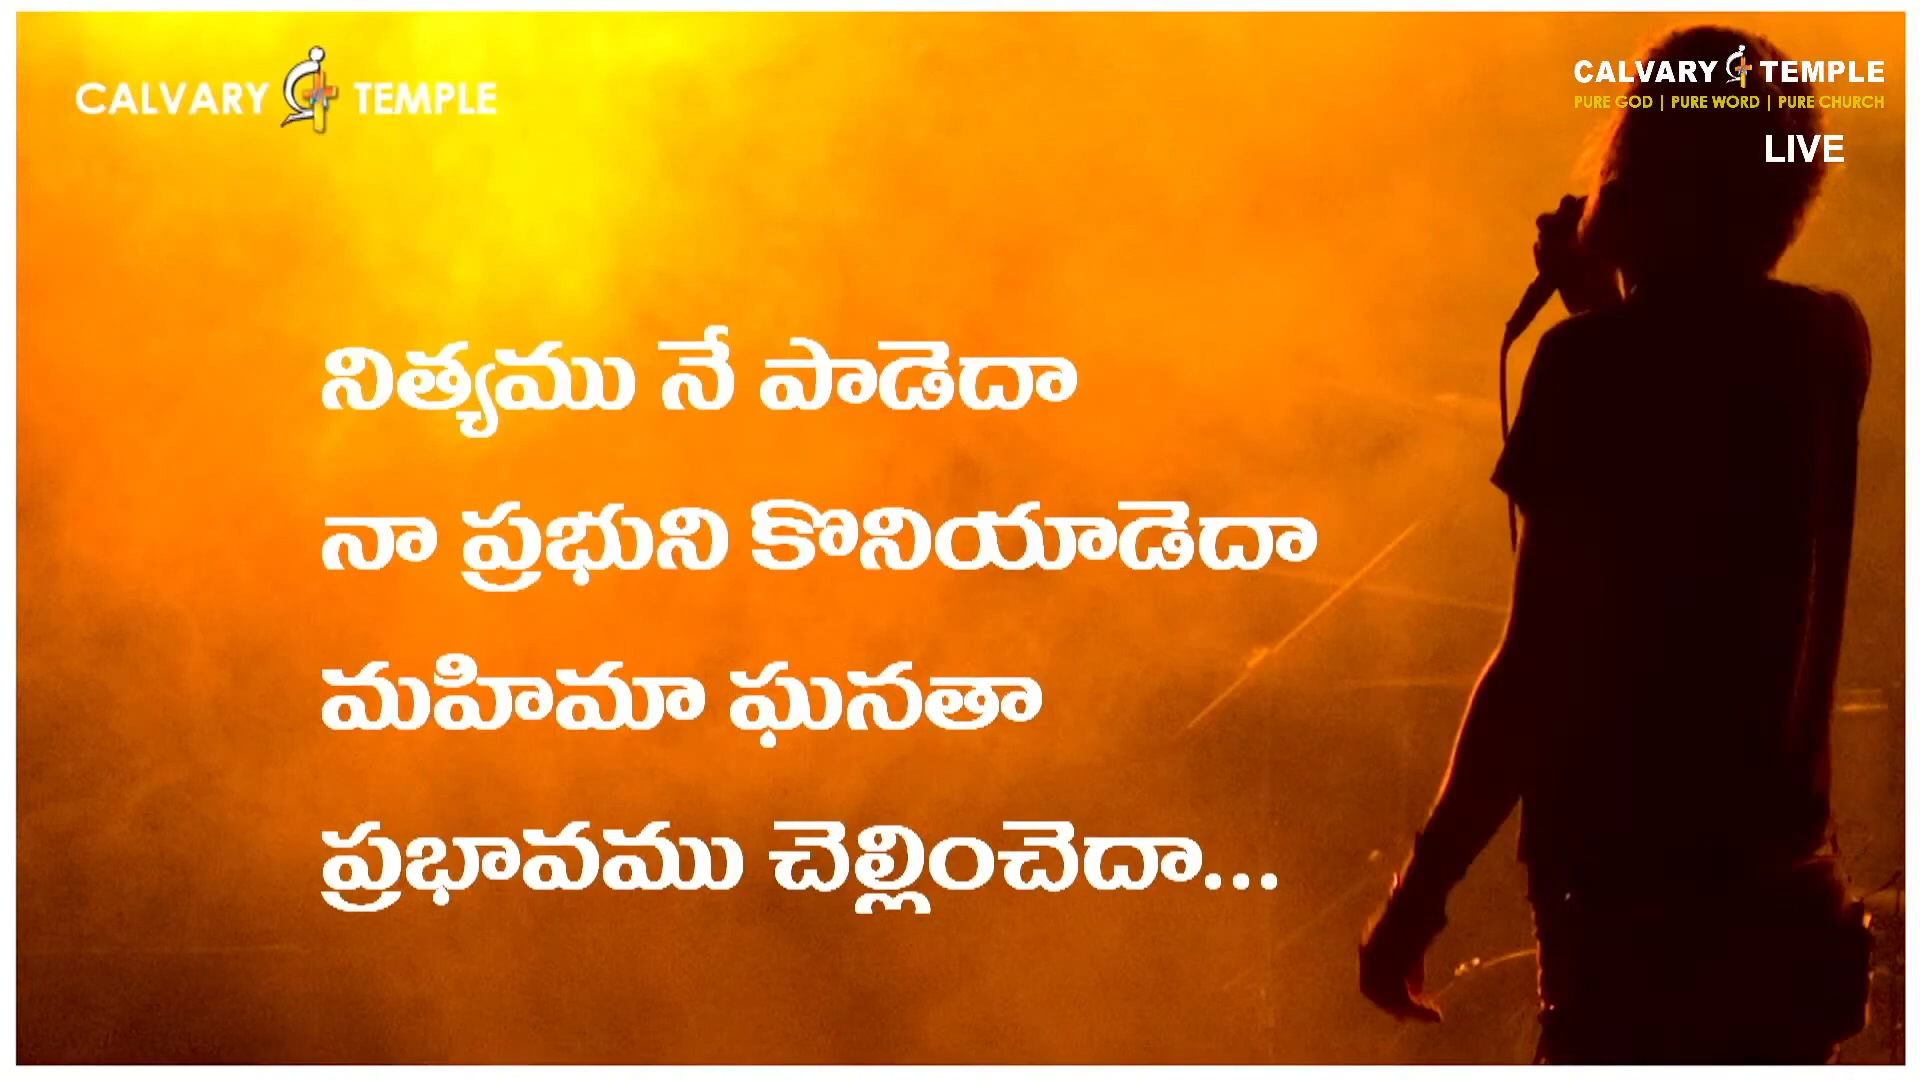 CALVARY TEMPLE
CALVARY TEMPLE
PURE GOD | PURE WORD | PURE CHURCH
LIVE
నిత్యము నే పాడెదా
నా ప్రభుని కొనియాడెదా
మహిమా ఘనతా
ప్రభావము చెల్లించెదా...